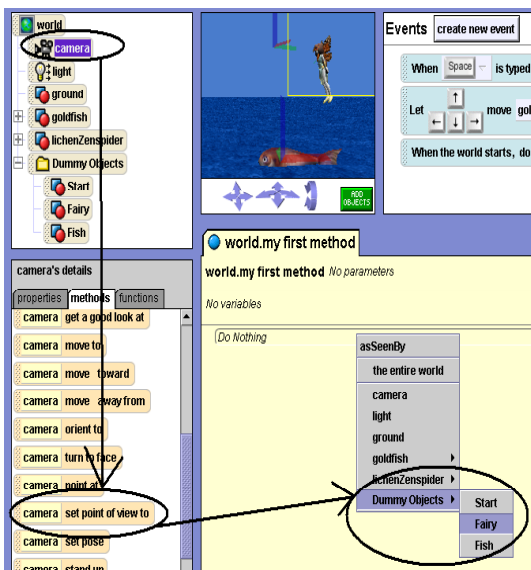 world
camera
light
ground
goldfish
lichenZenspider
Dummy Objects
Start
Fairy
Fish
ADD
OBJECTS
Events create new event
When Space is typed
Let move gol
When the world starts, do
camera's details
properties methods functions
camera get a good look at
camera move to
camera move toward
camera move away from
camera orient to
camera turn to face
camera point at
camera set point of view to
camera set pose
camera stand up
world.my first method
world.my first method No parameters
No variables
(Do Nothing
asSeenBy
the entire world
camera
light
ground
goldfish
lichenZenspider
Dummy Objects
Start
Fairy
Fish